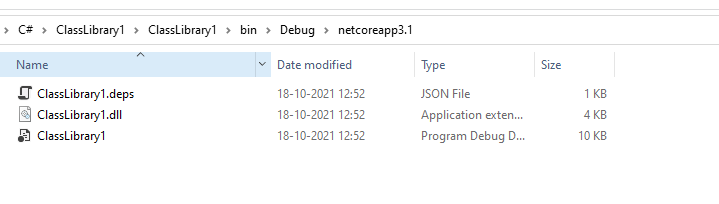 C# > ClassLibrary1 > ClassLibrary1 > bin > Debug > netcoreapp3.1
Name Date modified Type Size
ClassLibrary1.deps 18-10-2021 12:52 JSON File 1 KB
ClassLibrary1.dll 18-10-2021 12:52 Application exten... 4 KB
ClassLibrary1 18-10-2021 12:52 Program Debug D... 10 KB